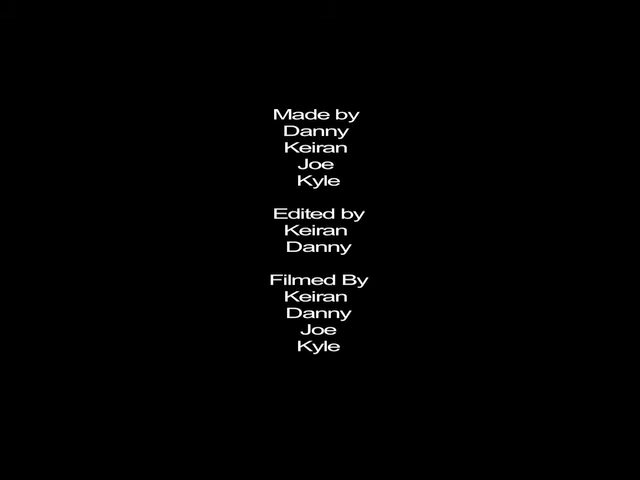 Made by
Danny
Keiran
Joe
Kyle
Edited by
Keiran
Danny
Filmed By
Keiran
Danny
Joe
Kyle